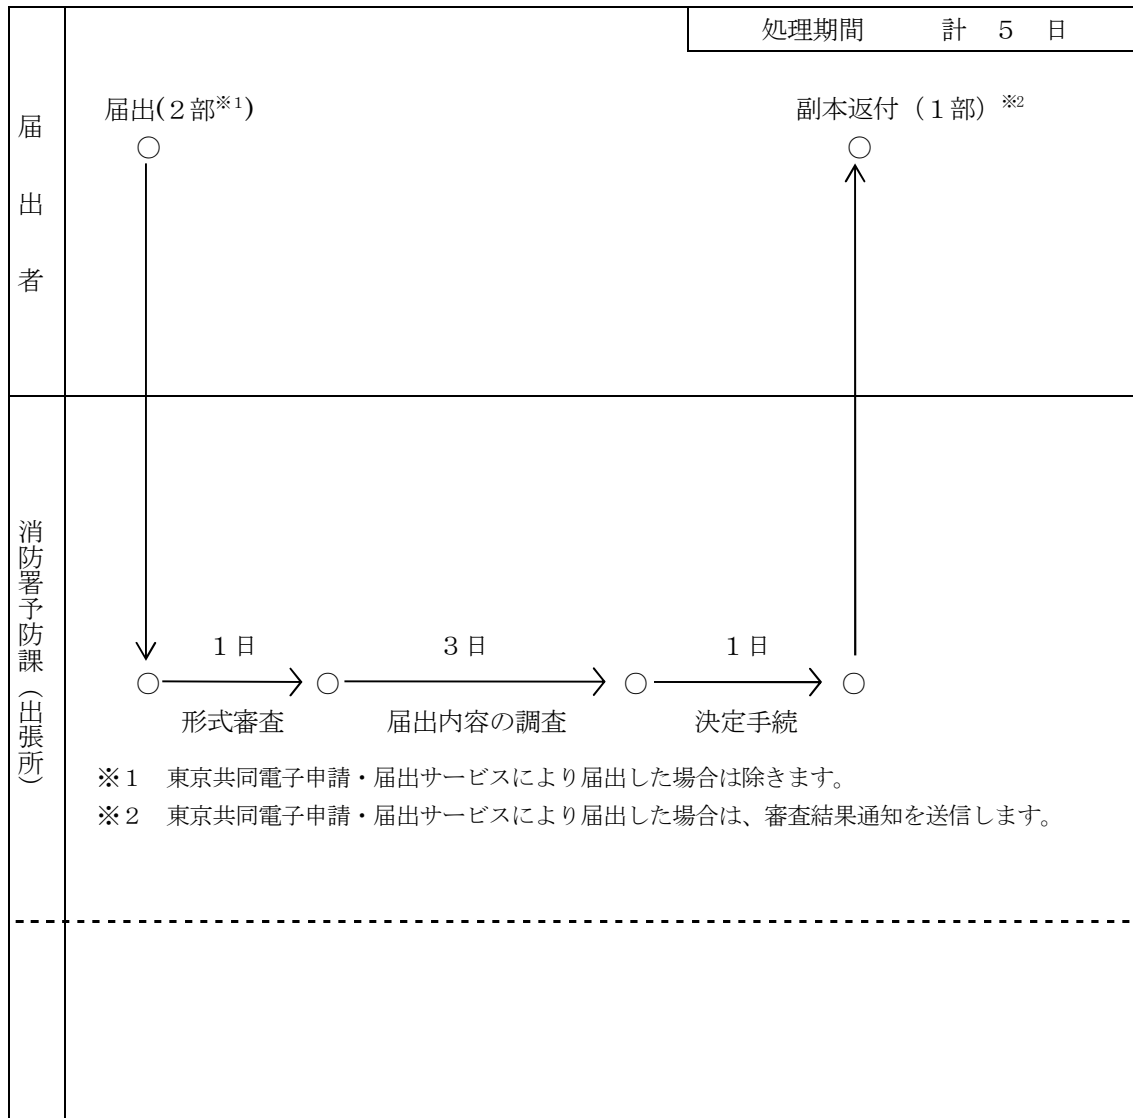 処理期間　　計　５　日
届出者
届出(２部※1)
副本返付（１部）※2
○　○
消防署予防課（出張所）
１日　３日　１日
○　○　○　○
形式審査　届出内容の調査　決定手続
※１　東京共同電子申請・届出サービスにより届出した場合は除きます。
※２　東京共同電子申請・届出サービスにより届出した場合は、審査結果通知を送信します。